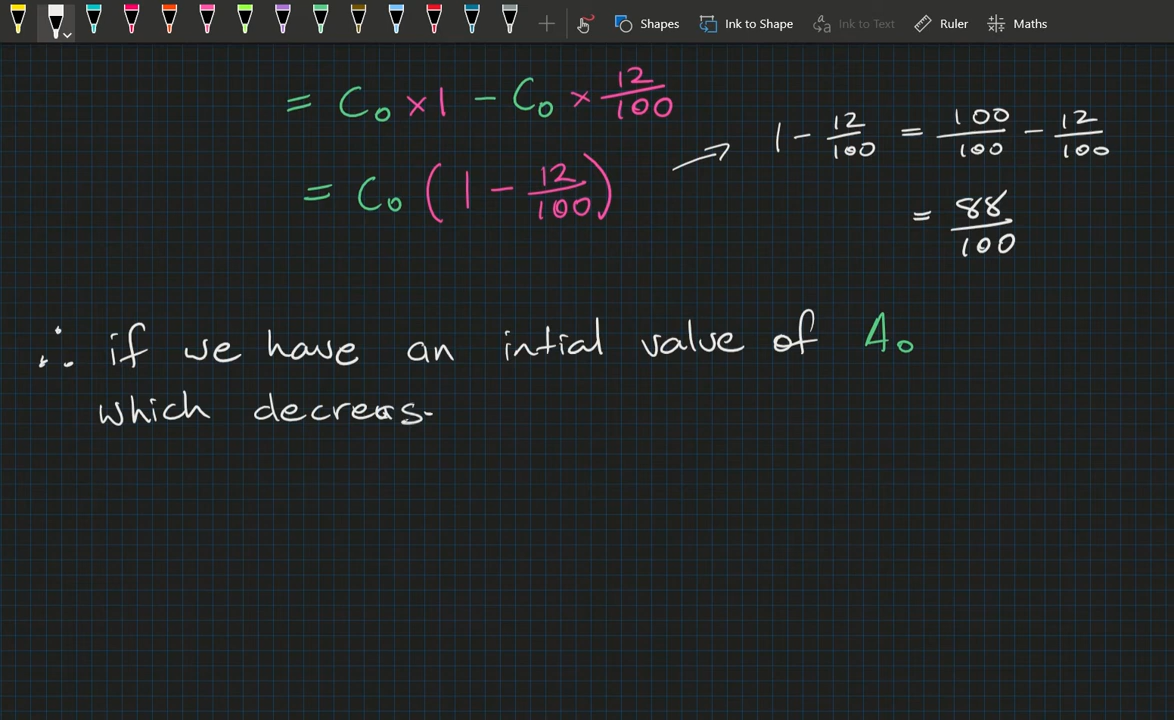 Shapes Ink to Shape Ink to Text Ruler Maths
= C₀ × 1 − C₀ × 12/100
= C₀ (1 − 12/100)
1 − 12/100 = 100/100 − 12/100
= 88/100
∴ if we have an intial value of A₀
which decreas-